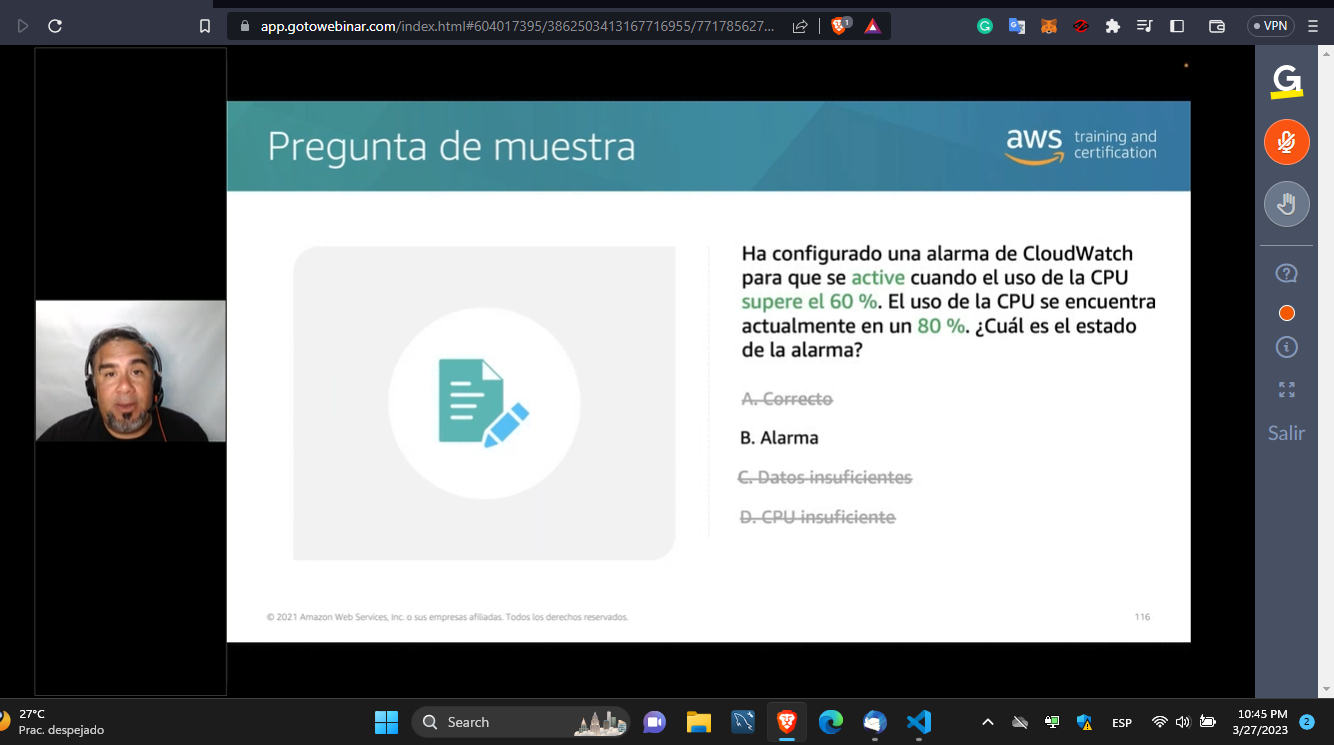 app.gotowebinar.com/index.html#604017395/3862503413167716955/771785627...
1
VPN
G
Pregunta de muestra
aws training and certification
Ha configurado una alarma de CloudWatch
para que se active cuando el uso de la CPU
supere el 60 %. El uso de la CPU se encuentra
actualmente en un 80 %. ¿Cuál es el estado
de la alarma?
A. Correcto
B. Alarma
C. Datos insuficientes
D. CPU insuficiente
© 2021 Amazon Web Services, Inc. o sus empresas afiliadas. Todos los derechos reservados.
116
Salir
27°C
Prac. despejado
Search
ESP
10:45 PM
3/27/2023
2